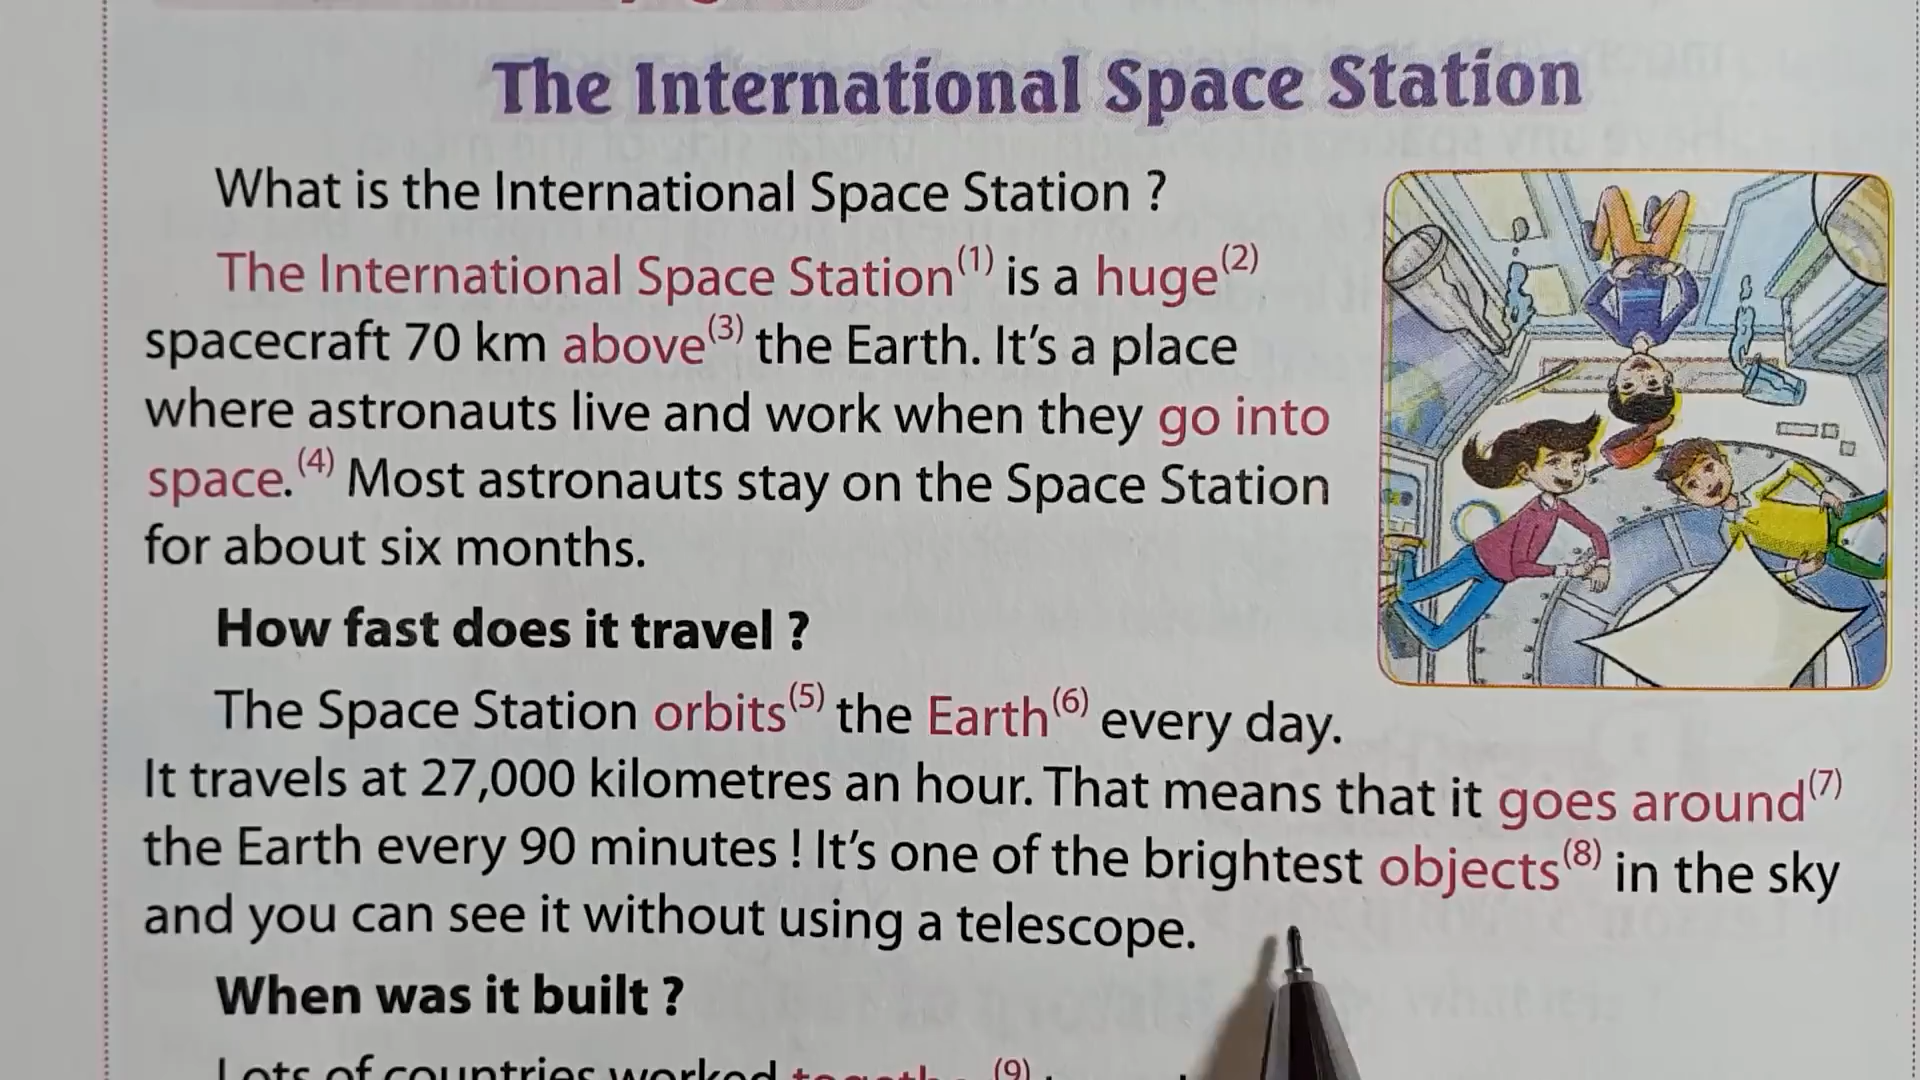 The International Space Station
What is the International Space Station ?
The International Space Station(1) is a huge(2)
spacecraft 70 km above(3) the Earth. It's a place
where astronauts live and work when they go into
space.(4) Most astronauts stay on the Space Station
for about six months.
How fast does it travel ?
The Space Station orbits(5) the Earth(6) every day.
It travels at 27,000 kilometres an hour. That means that it goes around(7)
the Earth every 90 minutes ! It's one of the brightest objects(8) in the sky
and you can see it without using a telescope.
When was it built ?
Lots of countries worked (9)